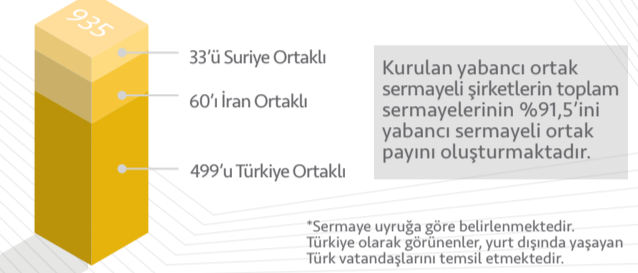 935
33'ü Suriye Ortaklı
60'ı İran Ortaklı
499'u Türkiye Ortaklı
Kurulan yabancı ortak
sermayeli şirketlerin toplam
sermayelerinin %91,5'ini
yabancı sermayeli ortak
payını oluşturmaktadır.
*Sermaye uyruğa göre belirlenmektedir.
Türkiye olarak görünenler, yurt dışında yaşayan
Türk vatandaşlarını temsil etmektedir.